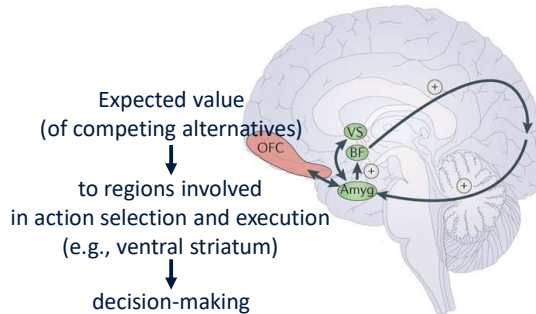 Expected value
(of competing alternatives)
to regions involved
in action selection and execution
(e.g., ventral striatum)
decision-making
OFC
VS
BF
Amyg
+
+
+